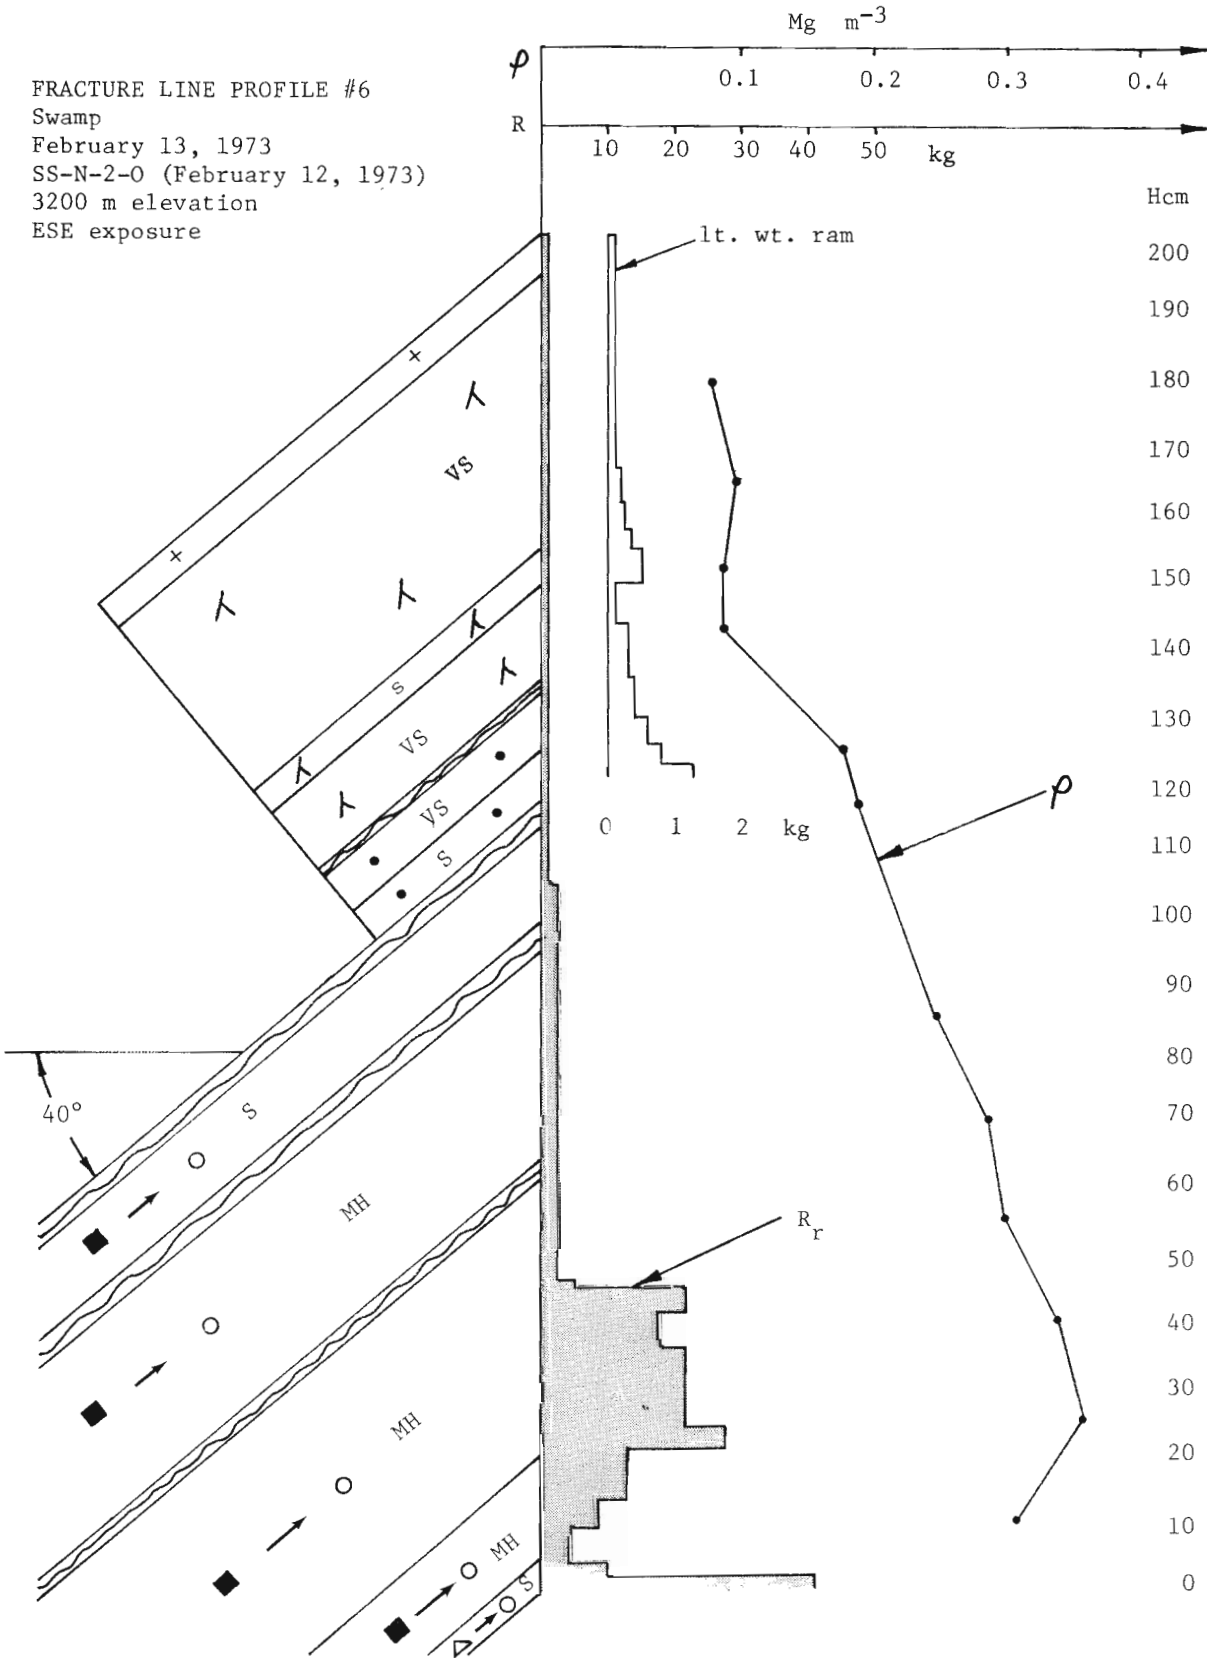 Mg m⁻³
ρ 0.1 0.2 0.3 0.4
R 10 20 30 40 50 kg
FRACTURE LINE PROFILE #6
Swamp
February 13, 1973
SS-N-2-O (February 12, 1973)
3200 m elevation
ESE exposure
Hcm
lt. wt. ram
200
190
180
170
160
150
140
130
120
110
100
90
80
70
60
50
40
30
20
10
0
VS
s
VS
VS
S
0 1 2 kg
ρ
40°
S
MH
R_r
MH
MH
S